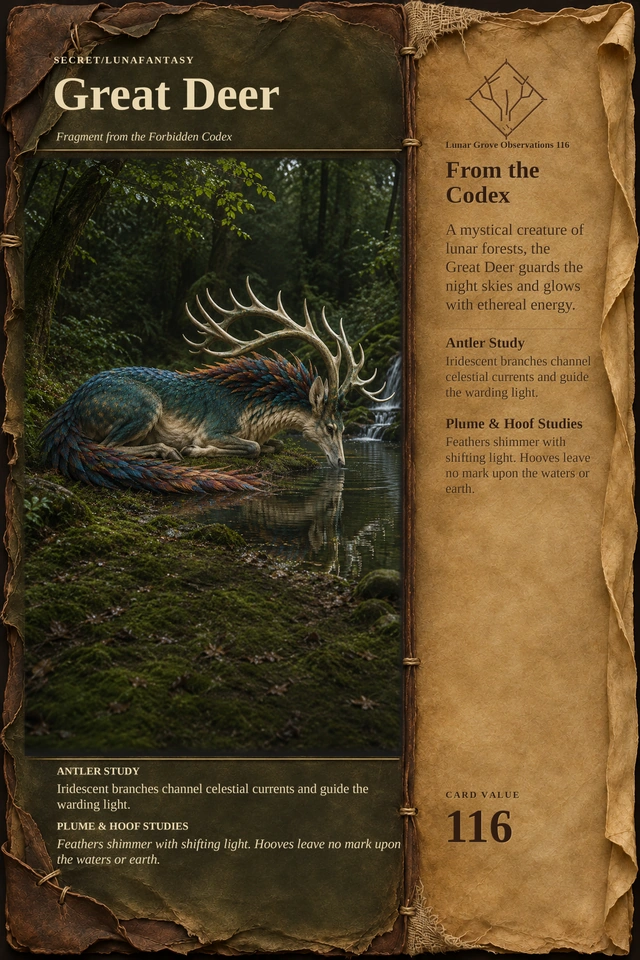 SECRET/LUNAFANTASY
Great Deer
Fragment from the Forbidden Codex
ANTLER STUDY
Iridescent branches channel celestial currents and guide the
warding light.
PLUME & HOOF STUDIES
Feathers shimmer with shifting light. Hooves leave no mark upon
the waters or earth.
Lunar Grove Observations 116
From the
Codex
A mystical creature of
lunar forests, the
Great Deer guards the
night skies and glows
with ethereal energy.
Antler Study
Iridescent branches channel
celestial currents and guide
the warding light.
Plume & Hoof Studies
Feathers shimmer with
shifting light. Hooves leave
no mark upon the waters or
earth.
CARD VALUE
116